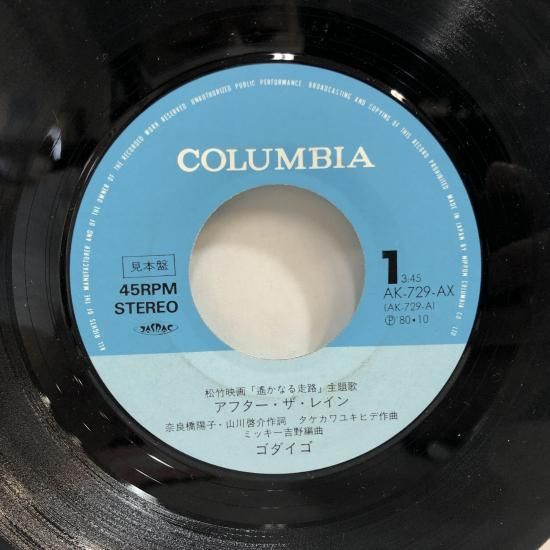 ALL RIGHTS OF THE MANUFACTURER AND OF THE OWNER OF THE RECORDED WORK RESERVED. UNAUTHORIZED PUBLIC PERFORMANCE. BROADCASTING AND COPYING OF THIS RECORD PROHIBITED MADE IN JAPAN BY NIPPON COLUMBIA CO. LTD.
COLUMBIA
見本盤
45RPM
STEREO
JASRAC
1 3:45
AK-729-AX
(AK-729-A)
Ⓟ'80・10
松竹映画「遙かなる走路」主題歌
アフター・ザ・レイン
奈良橋陽子・山川啓介作詞 タケカワユキヒデ作曲
ミッキー吉野編曲
ゴダイゴ